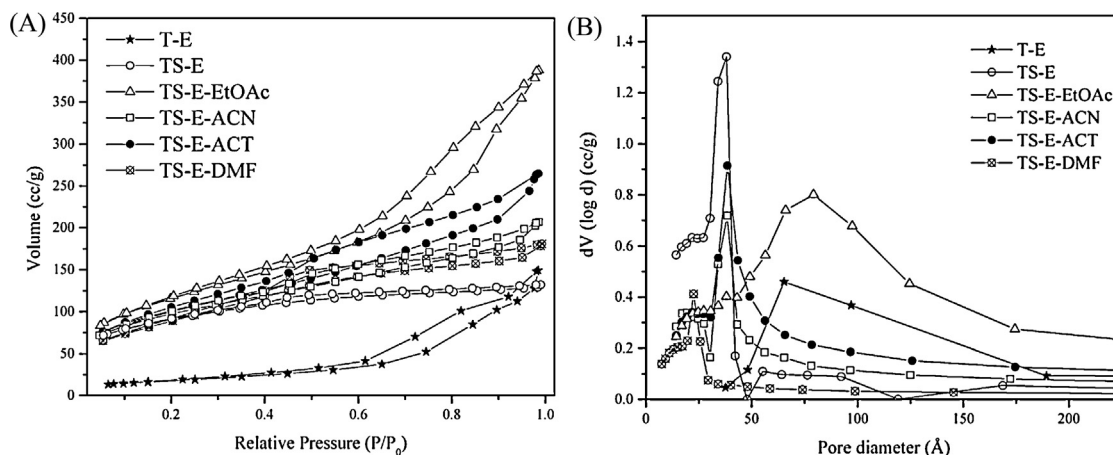 (A)
450
400
350
300
250
200
150
100
50
0
Volume (cc/g)
T-E
TS-E
TS-E-EtOAc
TS-E-ACN
TS-E-ACT
TS-E-DMF
0.2 0.4 0.6 0.8 1.0
Relative Pressure (P/P0)
(B)
1.4
1.2
1.0
0.8
0.6
0.4
0.2
0.0
dV (log d) (cc/g)
T-E
TS-E
TS-E-EtOAc
TS-E-ACN
TS-E-ACT
TS-E-DMF
0 50 100 150 200
Pore diameter (Å)